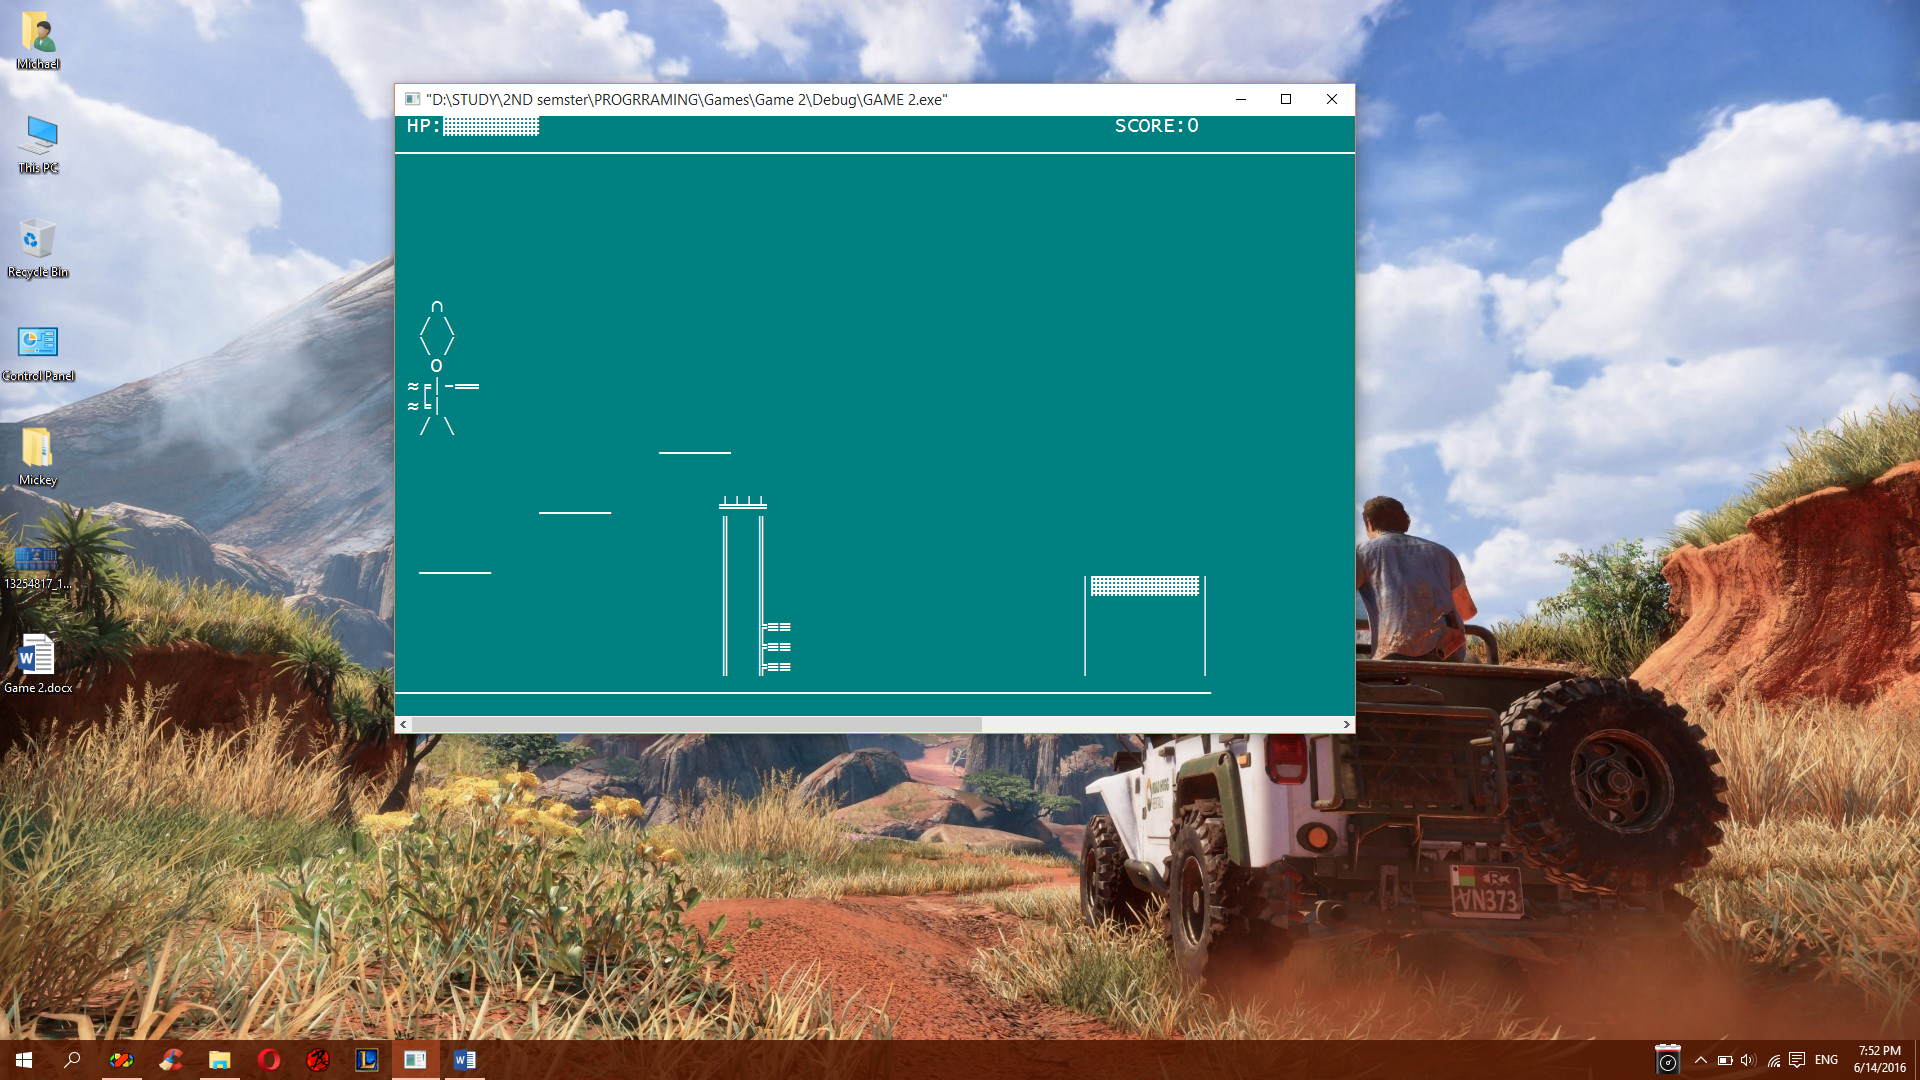 Michael
This PC
Recycle Bin
Control Panel
Mickey
13254817_1...
Game 2.docx
"D:\STUDY\2ND semster\PROGRRAMING\Games\Game 2\Debug\GAME 2.exe"
HP:
SCORE:0
ENG
7:52 PM
6/14/2016